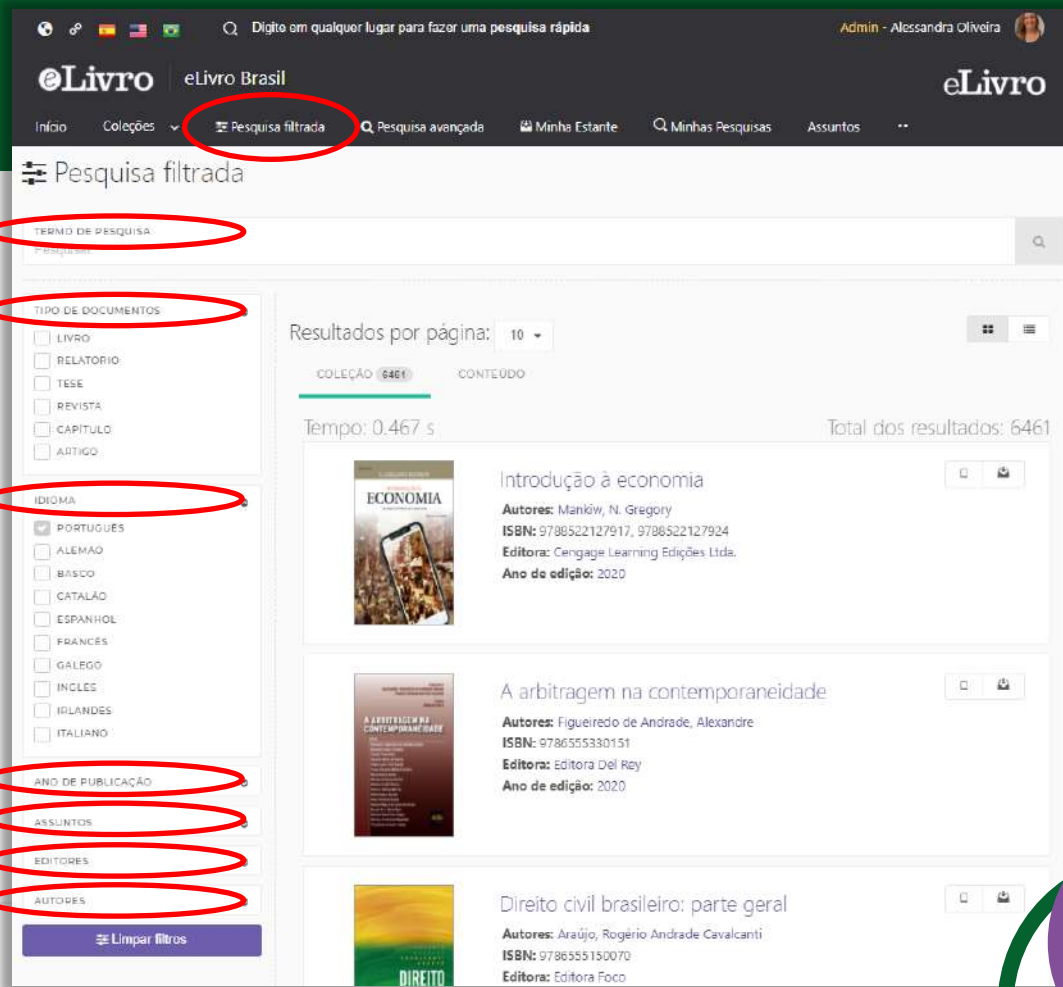 Digite em qualquer lugar para fazer uma pesquisa rápida
Admin - Alessandra Oliveira
eLivro
eLivro Brasil
eLivro
Início
Coleções
Pesquisa filtrada
Pesquisa avançada
Minha Estante
Minhas Pesquisas
Assuntos
Pesquisa filtrada
TERMO DE PESQUISA
TIPO DE DOCUMENTOS
LIVRO
RELATÓRIO
TESE
REVISTA
CAPÍTULO
ARTIGO
IDIOMA
PORTUGUÊS
ALEMÃO
BASCO
CATALÃO
ESPANHOL
FRANCÊS
GALEGO
INGLÊS
IRLANDÊS
ITALIANO
ANO DE PUBLICAÇÃO
ASSUNTOS
EDITORES
AUTORES
Limpar filtros
Resultados por página: 10
COLEÇÃO 6461
CONTEÚDO
Tempo: 0.467 s
Total dos resultados: 6461
ECONOMIA
Introdução à economia
Autores: Mankiw, N. Gregory
ISBN: 9788522127917, 9788522127924
Editora: Cengage Learning Edições Ltda.
Ano de edição: 2020
A ARBITRAGEM NA
CONTEMPORANEIDADE
A arbitragem na contemporaneidade
Autores: Figueiredo de Andrade, Alexandre
ISBN: 9786555330151
Editora: Editora Del Rey
Ano de edição: 2020
DIREITO
Direito civil brasileiro: parte geral
Autores: Araújo, Rogério Andrade Cavalcanti
ISBN: 9786555150070
Editora: Editora Foco